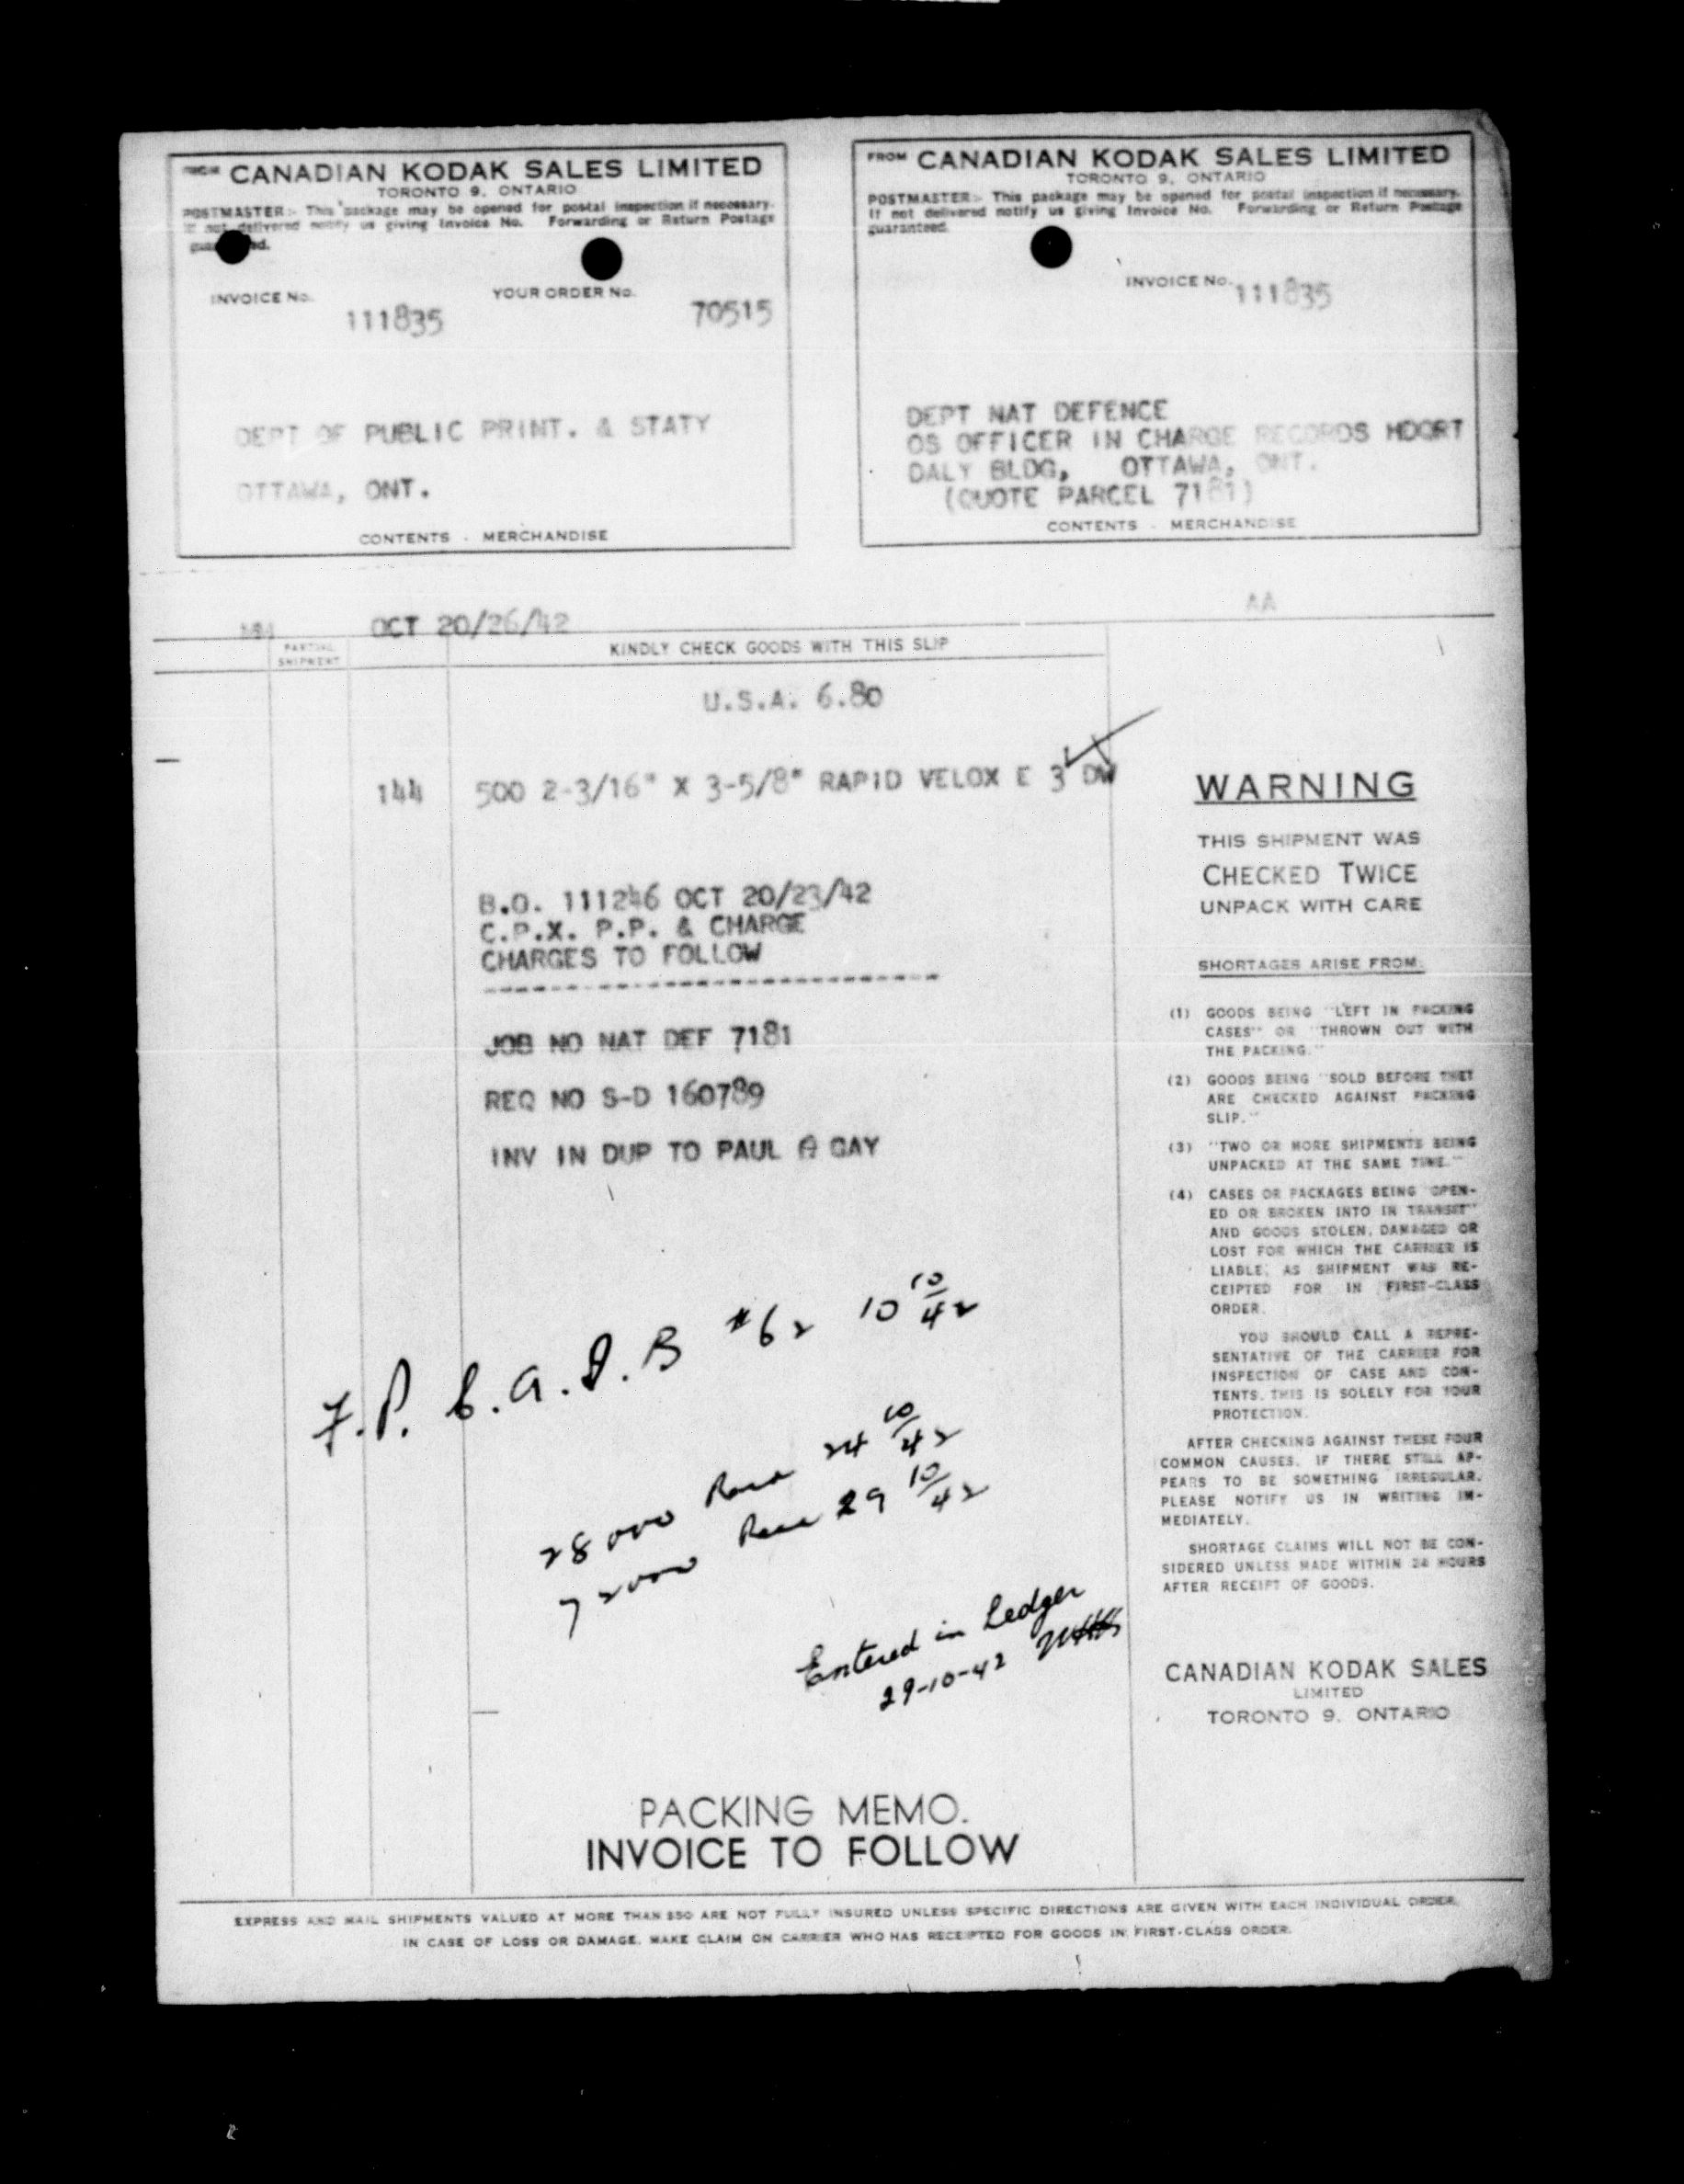 FROM CANADIAN KODAK SALES LIMITED
TORONTO 9, ONTARIO
POSTMASTER:- This package may be opened for postal inspection if necessary.
If not delivered notify us giving Invoice No. Forwarding or Return Postage
guaranteed.
INVOICE No. YOUR ORDER No.
111835 70515
DEPT OF PUBLIC PRINT. & STATY
OTTAWA, ONT.
CONTENTS - MERCHANDISE
FROM CANADIAN KODAK SALES LIMITED
TORONTO 9, ONTARIO
POSTMASTER:- This package may be opened for postal inspection if necessary.
If not delivered notify us giving Invoice No. Forwarding or Return Postage
guaranteed.
INVOICE No. 111835
DEPT NAT DEFENCE
OS OFFICER IN CHARGE RECORDS HDQRT
DALY BLDG, OTTAWA, ONT.
(QUOTE PARCEL 7181)
CONTENTS - MERCHANDISE
OCT 20/26/42 AA
PARTIAL
SHIPMENT
KINDLY CHECK GOODS WITH THIS SLIP
U.S.A. 6.80
144 500 2-3/16" X 3-5/8" RAPID VELOX E 3 DW
B.O. 111246 OCT 20/23/42
C.P.X. P.P. & CHARGE
CHARGES TO FOLLOW
JOB NO NAT DEF 7181
REQ NO S-D 160789
INV IN DUP TO PAUL A GAY
#62 10 10/42
28000 24 10/42
72000 29 10/42
Entered in Ledger
29-10-42
WARNING
THIS SHIPMENT WAS
CHECKED TWICE
UNPACK WITH CARE
SHORTAGES ARISE FROM:
(1) GOODS BEING "LEFT IN PACKING
CASES" OR "THROWN OUT WITH
THE PACKING."
(2) GOODS BEING "SOLD BEFORE THEY
ARE CHECKED AGAINST PACKING
SLIP."
(3) "TWO OR MORE SHIPMENTS BEING
UNPACKED AT THE SAME TIME."
(4) CASES OR PACKAGES BEING "OPEN-
ED OR BROKEN INTO IN TRANSIT"
AND GOODS STOLEN, DAMAGED OR
LOST FOR WHICH THE CARRIER IS
LIABLE, AS SHIPMENT WAS RE-
CEIPTED FOR IN FIRST-CLASS
ORDER.
YOU SHOULD CALL A REPRE-
SENTATIVE OF THE CARRIER FOR
INSPECTION OF CASE AND CON-
TENTS. THIS IS SOLELY FOR YOUR
PROTECTION.
AFTER CHECKING AGAINST THESE FOUR
COMMON CAUSES, IF THERE STILL AP-
PEARS TO BE SOMETHING IRREGULAR,
PLEASE NOTIFY US IN WRITING IM-
MEDIATELY.
SHORTAGE CLAIMS WILL NOT BE CON-
SIDERED UNLESS MADE WITHIN 24 HOURS
AFTER RECEIPT OF GOODS.
CANADIAN KODAK SALES
LIMITED
TORONTO 9, ONTARIO
PACKING MEMO.
INVOICE TO FOLLOW
EXPRESS AND MAIL SHIPMENTS VALUED AT MORE THAN $50 ARE NOT FULLY INSURED UNLESS SPECIFIC DIRECTIONS ARE GIVEN WITH EACH INDIVIDUAL ORDER.
IN CASE OF LOSS OR DAMAGE, MAKE CLAIM ON CARRIER WHO HAS RECEIPTED FOR GOODS IN FIRST-CLASS ORDER.